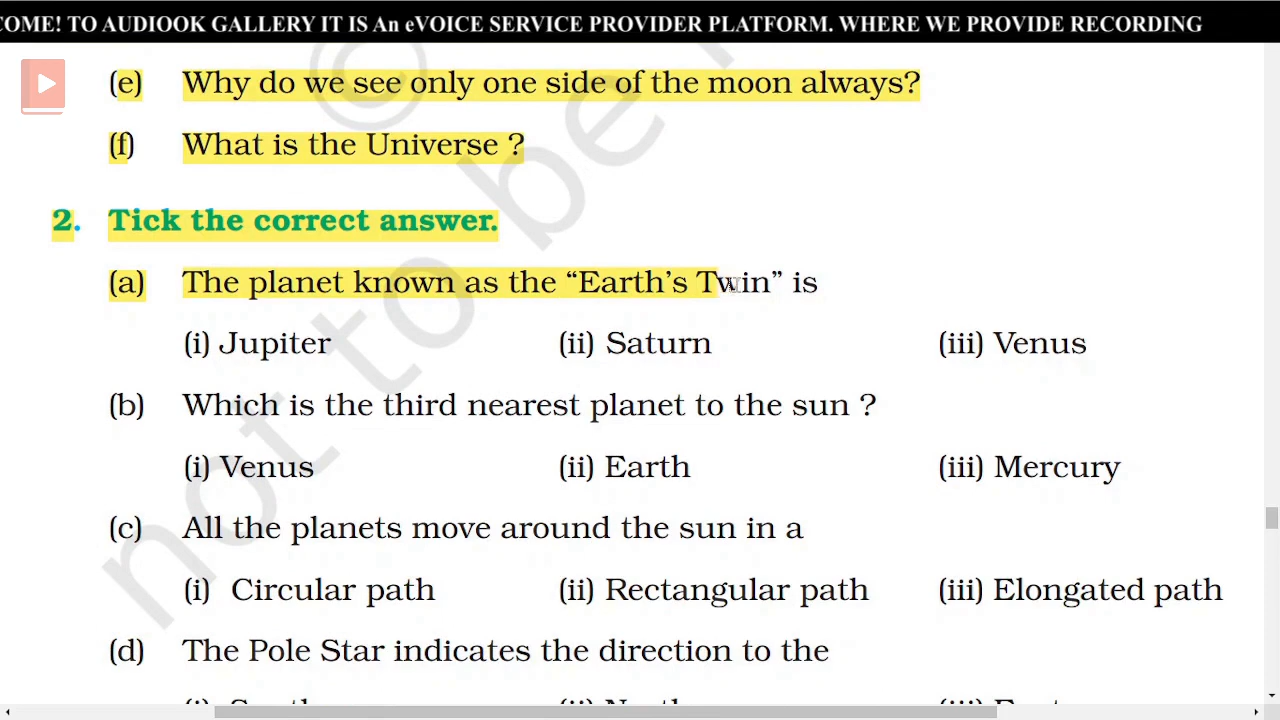 COME! TO AUDIOOK GALLERY IT IS An eVOICE SERVICE PROVIDER PLATFORM. WHERE WE PROVIDE RECORDING
(e) Why do we see only one side of the moon always?
(f) What is the Universe ?
2. Tick the correct answer.
(a) The planet known as the “Earth’s Twin” is
(i) Jupiter (ii) Saturn (iii) Venus
(b) Which is the third nearest planet to the sun ?
(i) Venus (ii) Earth (iii) Mercury
(c) All the planets move around the sun in a
(i) Circular path (ii) Rectangular path (iii) Elongated path
(d) The Pole Star indicates the direction to the
not to be